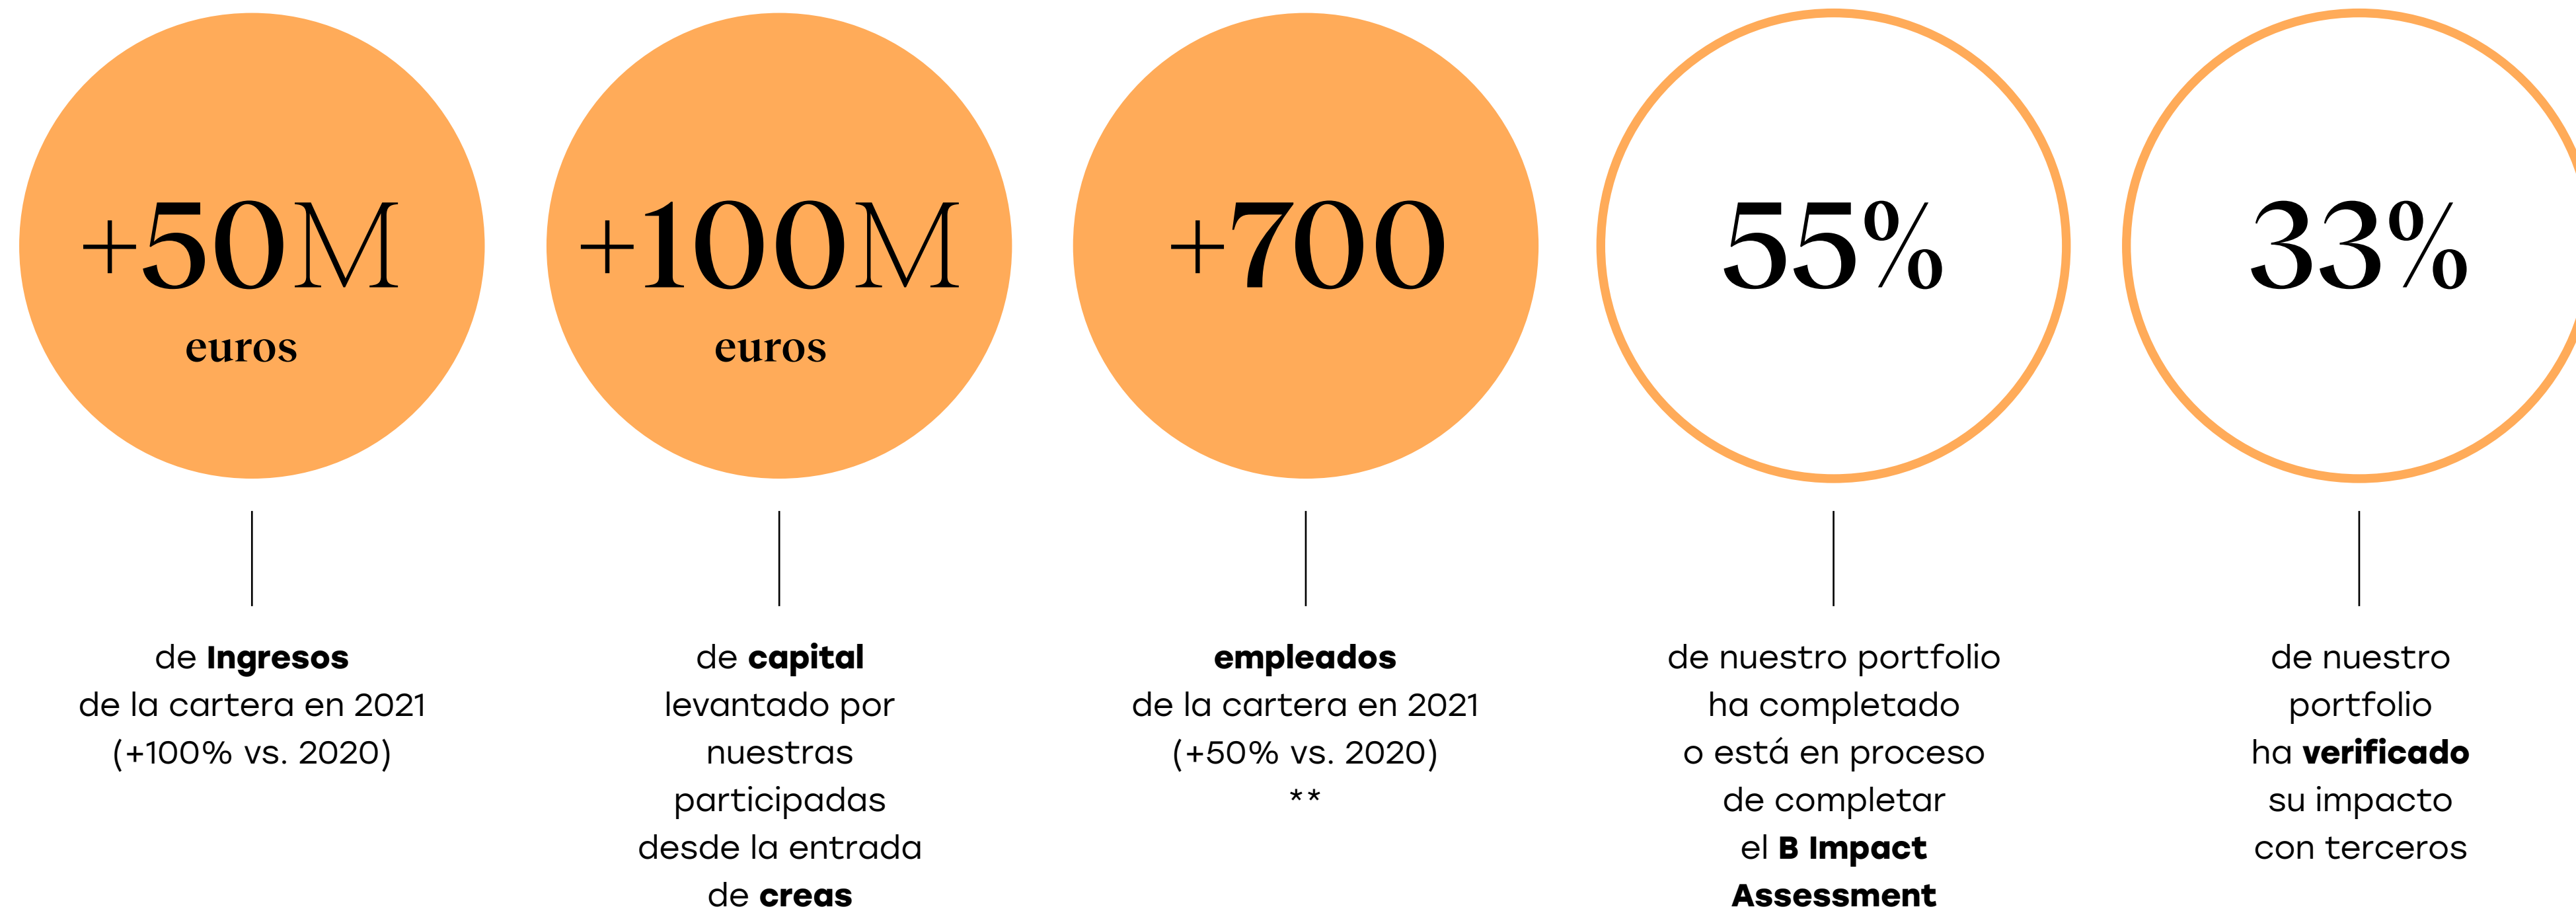 +50M
euros
de Ingresos
de la cartera en 2021
(+100% vs. 2020)
+100M
euros
de capital
levantado por
nuestras
participadas
desde la entrada
de creas
+700
empleados
de la cartera en 2021
(+50% vs. 2020)
**
55%
de nuestro portfolio
ha completado
o está en proceso
de completar
el B Impact
Assessment
33%
de nuestro
portfolio
ha verificado
su impacto
con terceros